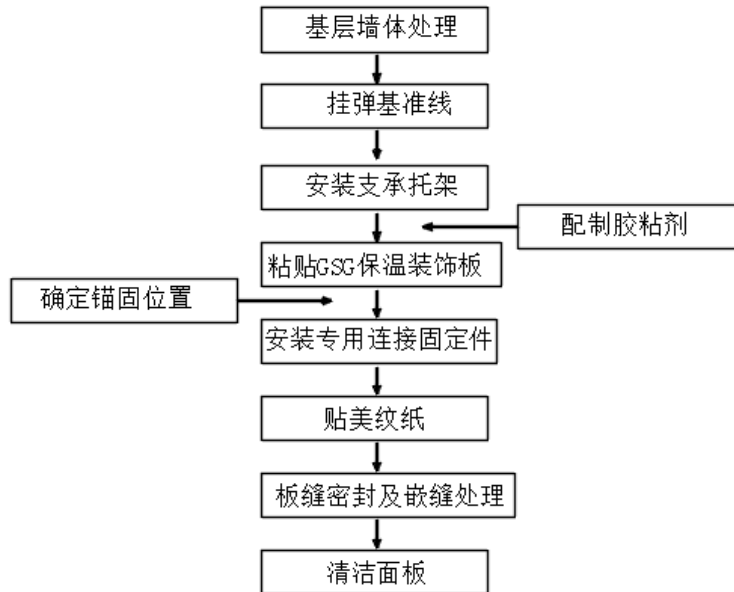 基层墙体处理
挂弹基准线
安装支承托架
配制胶粘剂
粘贴GSG保温装饰板
确定锚固位置
安装专用连接固定件
贴美纹纸
板缝密封及嵌缝处理
清洁面板